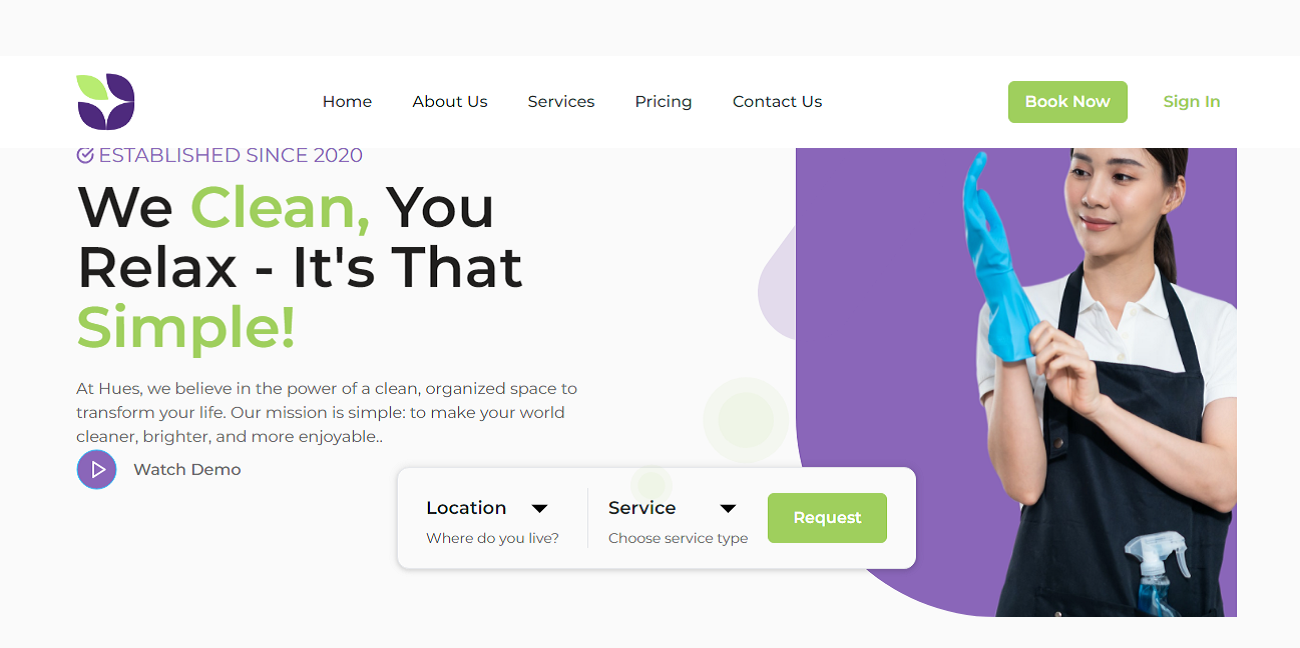 Home About Us Services Pricing Contact Us Book Now Sign In
ESTABLISHED SINCE 2020
We Clean, You
Relax - It's That
Simple!
At Hues, we believe in the power of a clean, organized space to
transform your life. Our mission is simple: to make your world
cleaner, brighter, and more enjoyable..
Watch Demo
Location Service Request
Where do you live? Choose service type